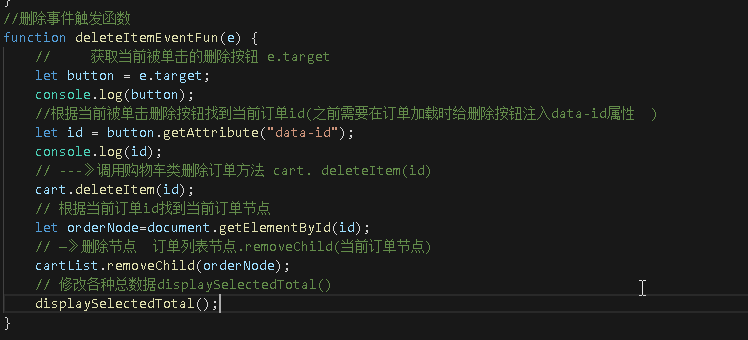 }
//删除事件触发函数
function deleteItemEventFun(e) {
//      获取当前被单击的删除按钮 e.target
let button = e.target;
console.log(button);
//根据当前被单击删除按钮找到当前订单id(之前需要在订单加载时给删除按钮注入data-id属性  )
let id = button.getAttribute("data-id");
console.log(id);
// ---》调用购物车类删除订单方法 cart. deleteItem(id)
cart.deleteItem(id);
// 根据当前订单id找到当前订单节点
let orderNode=document.getElementById(id);
// —》删除节点  订单列表节点.removeChild(当前订单节点)
cartList.removeChild(orderNode);
// 修改各种总数据displaySelectedTotal()
displaySelectedTotal();
}